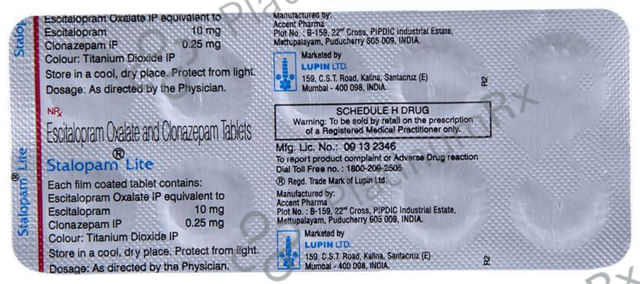 Escitalopram Oxalate IP equivalent to
Escitalopram 10 mg
Clonazepam IP 0.25 mg
Colour: Titanium Dioxide IP
Store in a cool, dry place. Protect from light.
Dosage: As directed by the Physician.
NRx
Escitalopram Oxalate and Clonazepam Tablets
Stalopam® Lite
Each film coated tablet contains:
Escitalopram Oxalate IP equivalent to
Escitalopram 10 mg
Clonazepam IP 0.25 mg
Colour: Titanium Dioxide IP
Store in a cool, dry place. Protect from light.
Dosage: As directed by the Physician.
Stalopam® Lite
Manufactured by:
Accent Pharma
Plot No.: B-159, 22nd Cross, PIPDIC Industrial Estate,
Mettupalayam, Puducherry 605 009, INDIA.
Marketed by
LUPIN LTD.
159, C.S.T. Road, Kalina, Santacruz (E)
Mumbai - 400 098, INDIA.
R2
SCHEDULE H DRUG
Warning: To be sold by retail on the prescription
of a Registered Medical Practitioner only.
Mfg. Lic. No.: 09 13 2346
To report product complaint or Adverse Drug reaction
Dial Toll Free no.: 1800-209-2505
® Regd. Trade Mark of Lupin Ltd.
Manufactured by:
Accent Pharma
Plot No.: B-159, 22nd Cross, PIPDIC Industrial Estate,
Mettupalayam, Puducherry 605 009, INDIA.
Marketed by
LUPIN LTD.
159, C.S.T. Road, Kalina, Santacruz (E)
Mumbai - 400 098, INDIA.
R2